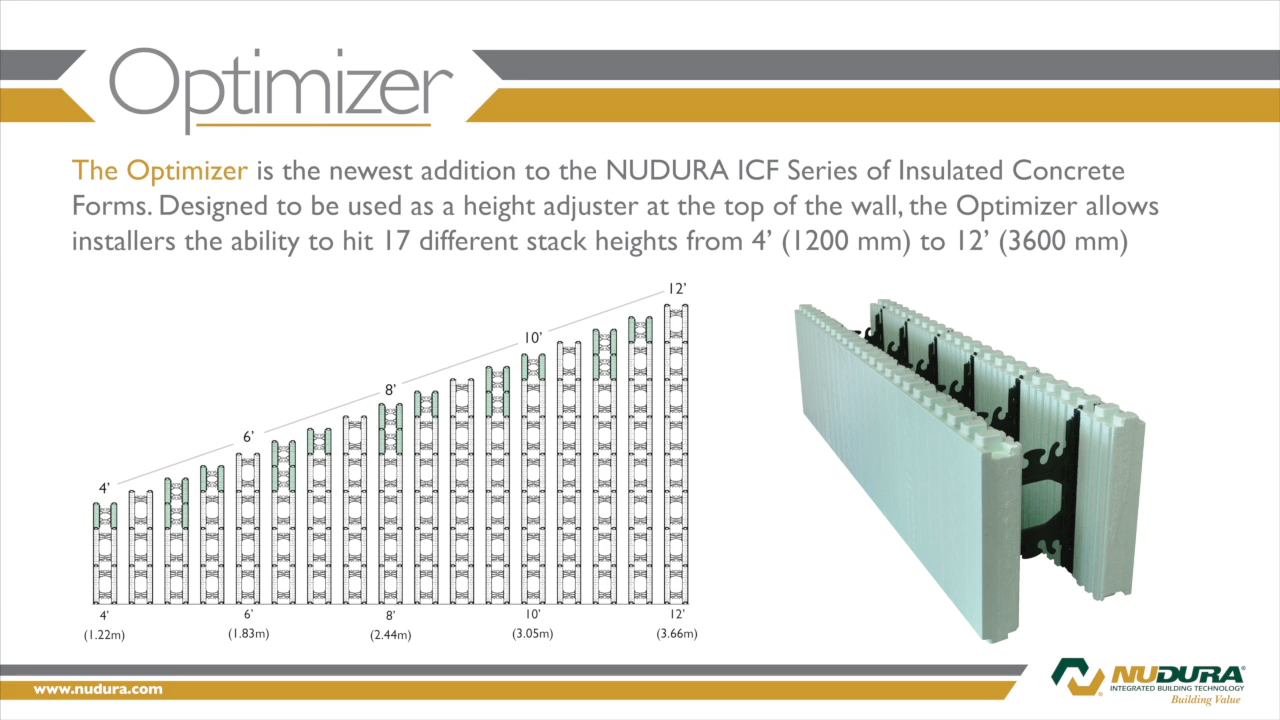 Optimizer
The Optimizer is the newest addition to the NUDURA ICF Series of Insulated Concrete
Forms. Designed to be used as a height adjuster at the top of the wall, the Optimizer allows
installers the ability to hit 17 different stack heights from 4’ (1200 mm) to 12’ (3600 mm)
12’
10’
8’
6’
4’
4’ 6’ 8’ 10’ 12’
(1.22m) (1.83m) (2.44m) (3.05m) (3.66m)
www.nudura.com
NUDURA®
INTEGRATED BUILDING TECHNOLOGY
Building Value